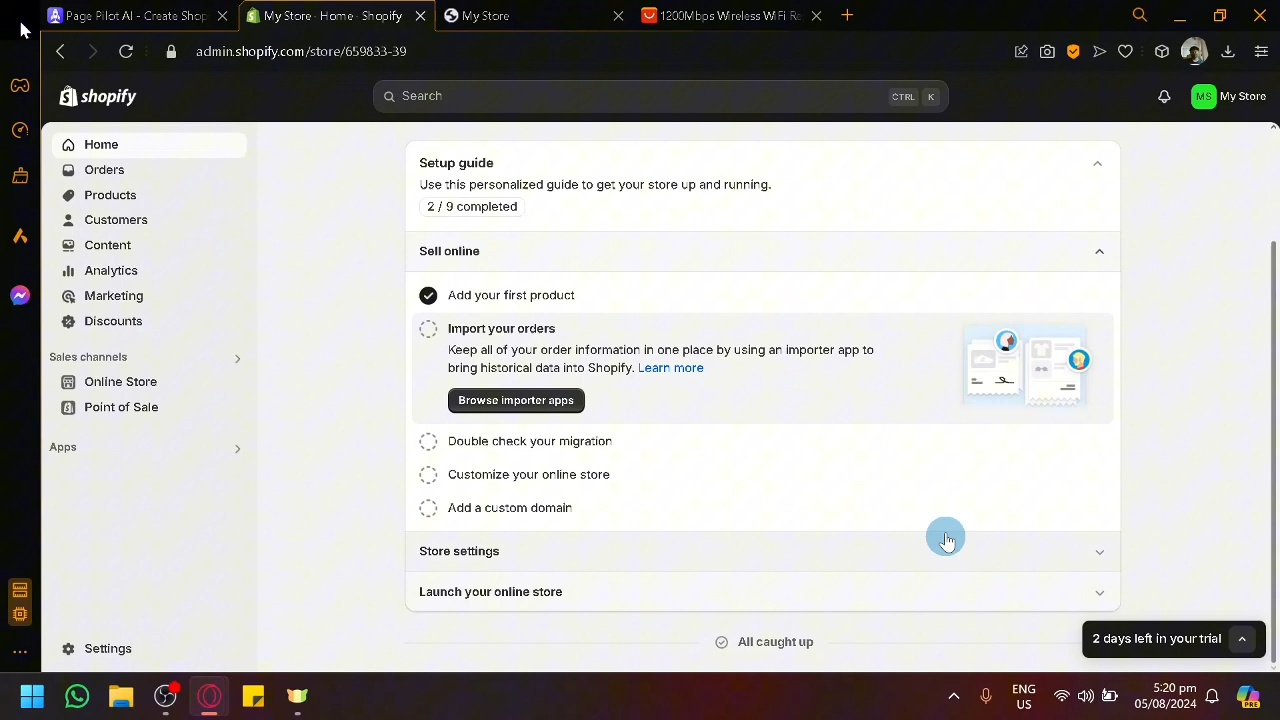 Page Pilot AI - Create Shop
My Store · Home · Shopify
My Store
1200Mbps Wireless WiFi Re
admin.shopify.com/store/659833-39
shopify
Search
CTRL K
MS My Store
Home
Orders
Products
Customers
Content
Analytics
Marketing
Discounts
Sales channels
Online Store
Point of Sale
Apps
Settings
Setup guide
Use this personalized guide to get your store up and running.
2 / 9 completed
Sell online
Add your first product
Import your orders
Keep all of your order information in one place by using an importer app to
bring historical data into Shopify. Learn more
Browse importer apps
Double check your migration
Customize your online store
Add a custom domain
Store settings
Launch your online store
All caught up
2 days left in your trial
ENG
US
5:20 pm
05/08/2024
PRE